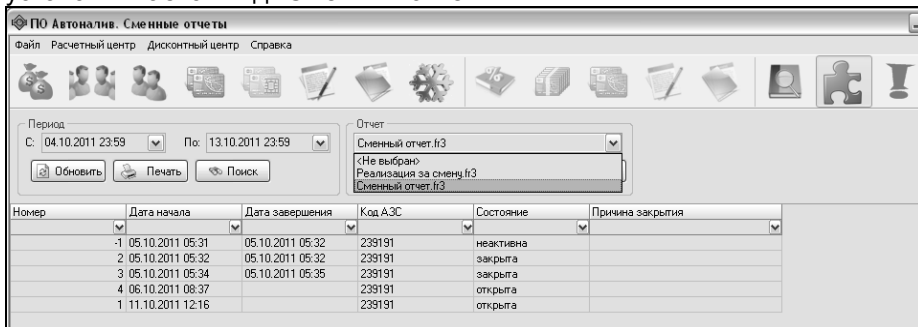 ПО Автоналив. Сменные отчеты
Файл Расчетный центр Дисконтный центр Справка
Период
С: 04.10.2011 23:59 По: 13.10.2011 23:59
Обновить Печать Поиск
Отчет
Сменный отчет.fr3
<Не выбран>
Реализация за смену.fr3
Сменный отчет.fr3
Номер Дата начала Дата завершения Код АЗС Состояние Причина закрытия
-1 05.10.2011 05:31 05.10.2011 05:32 239191 неактивна
2 05.10.2011 05:32 05.10.2011 05:32 239191 закрыта
3 05.10.2011 05:34 05.10.2011 05:35 239191 закрыта
4 06.10.2011 08:37 239191 открыта
1 11.10.2011 12:16 239191 открыта